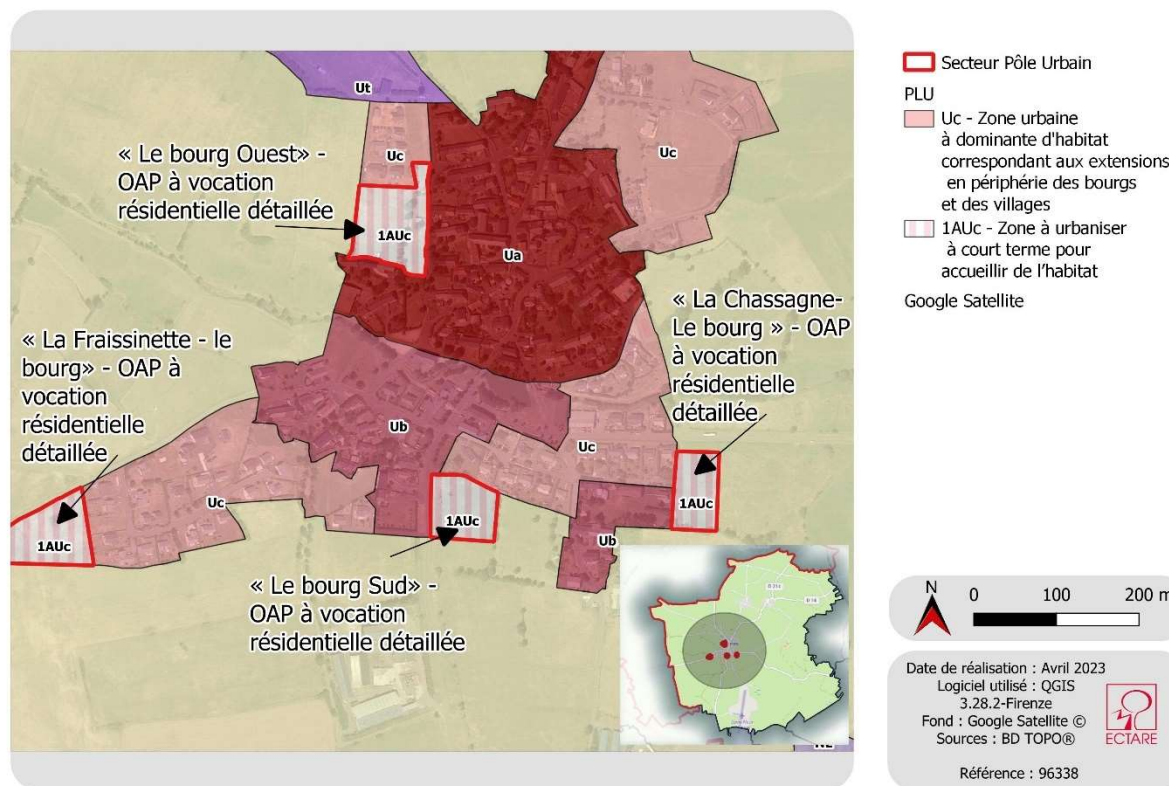 Ut
« Le bourg Ouest» -
OAP à vocation
résidentielle détaillée
Uc
Uc
1AUc
Ua
« La Chassagne-
Le bourg » - OAP
à vocation
résidentielle
détaillée
« La Fraissinette - le
bourg» - OAP à
vocation
résidentielle
détaillée
Ub
Uc
Uc
1AUc
1AUc
1AUc
Ub
« Le bourg Sud» -
OAP à vocation
résidentielle détaillée
Secteur Pôle Urbain
PLU
Uc - Zone urbaine
à dominante d'habitat
correspondant aux extensions
en périphérie des bourgs
et des villages
1AUc - Zone à urbaniser
à court terme pour
accueillir de l’habitat
Google Satellite
N
0 100 200 m
Date de réalisation : Avril 2023
Logiciel utilisé : QGIS
3.28.2-Firenze
Fond : Google Satellite ©
Sources : BD TOPO®
ECTARE
Référence : 96338